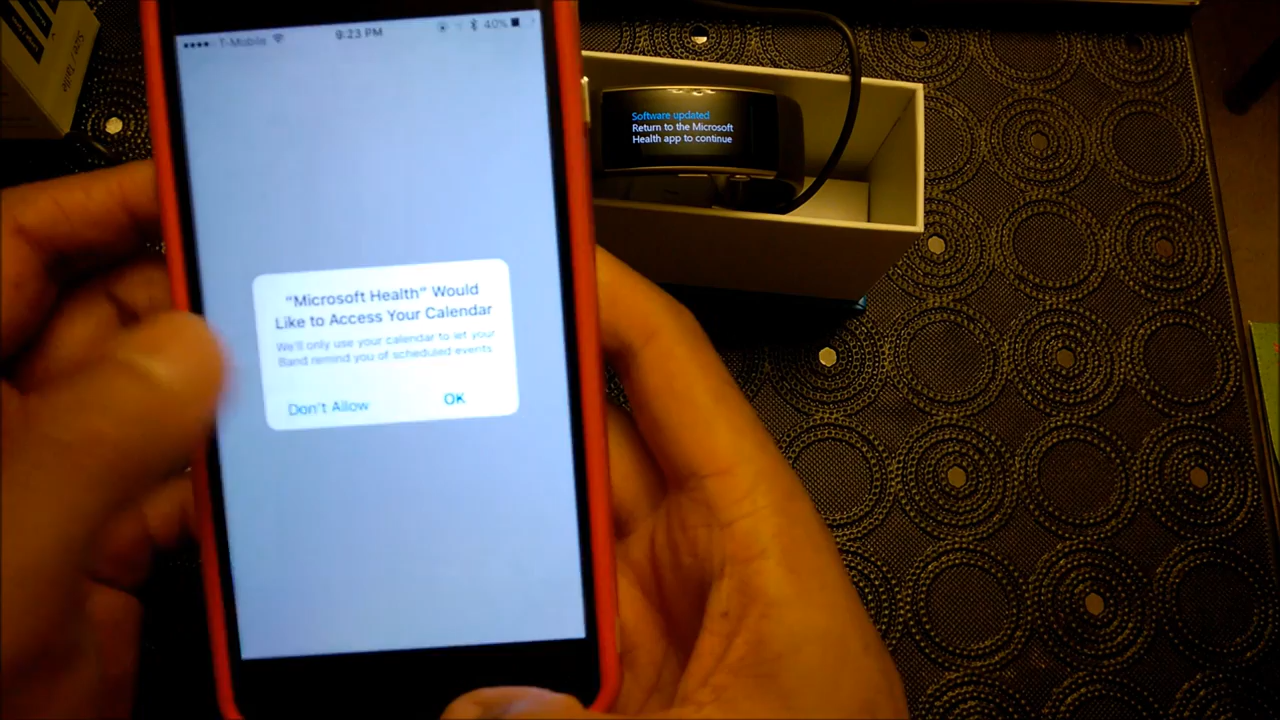 T-Mobile 9:23 PM 40%
"Microsoft Health" Would
Like to Access Your Calendar
We'll only use your calendar to let your
Band remind you of scheduled events
Don't Allow OK
Software updated
Return to the Microsoft
Health app to continue
Size / Taille